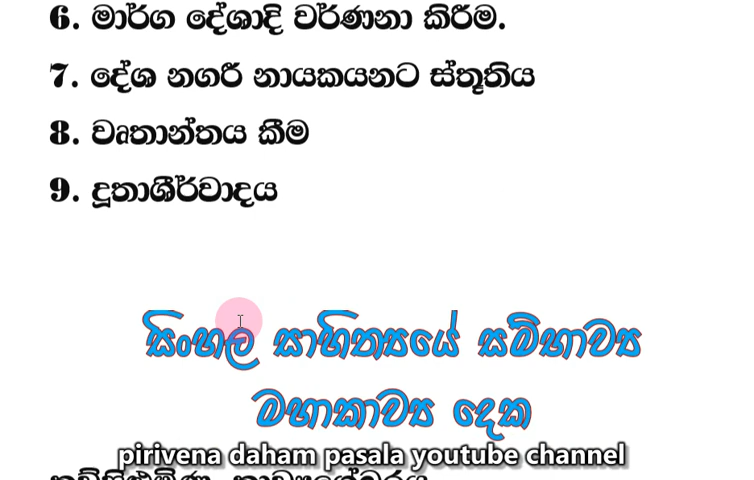 6. මාර්ග දේශාදි වර්ණනා කිරීම.
7. දේශ නගරී නායකයනට ස්තූතිය
8. වෘතාන්තය කීම
9. දූතාශීර්වාදය
සිංහල සාහිත්‍යයේ සම්භාව්‍ය
මහාකාව්‍ය දෙක
pirivena daham pasala youtube channel